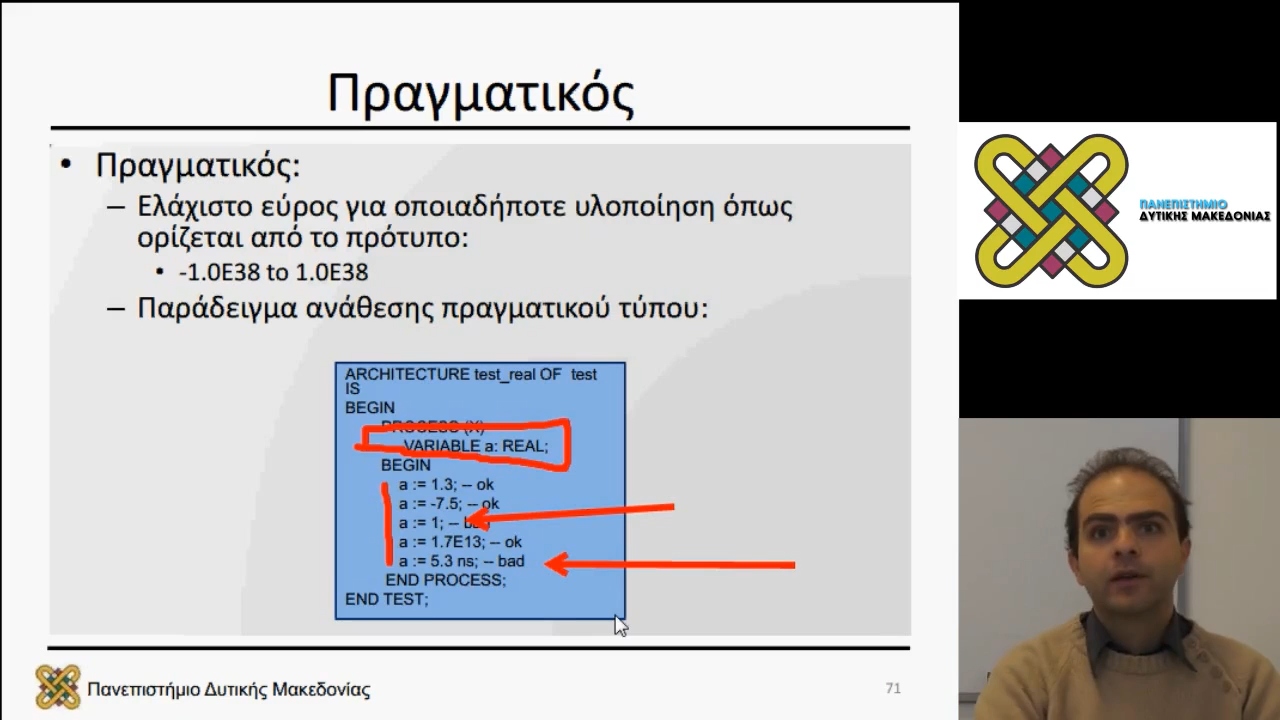 Πραγματικός
• Πραγματικός:
– Ελάχιστο εύρος για οποιαδήποτε υλοποίηση όπως
ορίζεται από το πρότυπο:
• -1.0E38 to 1.0E38
– Παράδειγμα ανάθεσης πραγματικού τύπου:
ARCHITECTURE test_real OF test
IS
BEGIN
PROCESS (X)
VARIABLE a: REAL;
BEGIN
a := 1.3; -- ok
a := -7.5; -- ok
a := 1; -- bad
a := 1.7E13; -- ok
a := 5.3 ns; -- bad
END PROCESS;
END TEST;
Πανεπιστήμιο Δυτικής Μακεδονίας
71
ΠΑΝΕΠΙΣΤΗΜΙΟ
ΔΥΤΙΚΗΣ ΜΑΚΕΔΟΝΙΑΣ